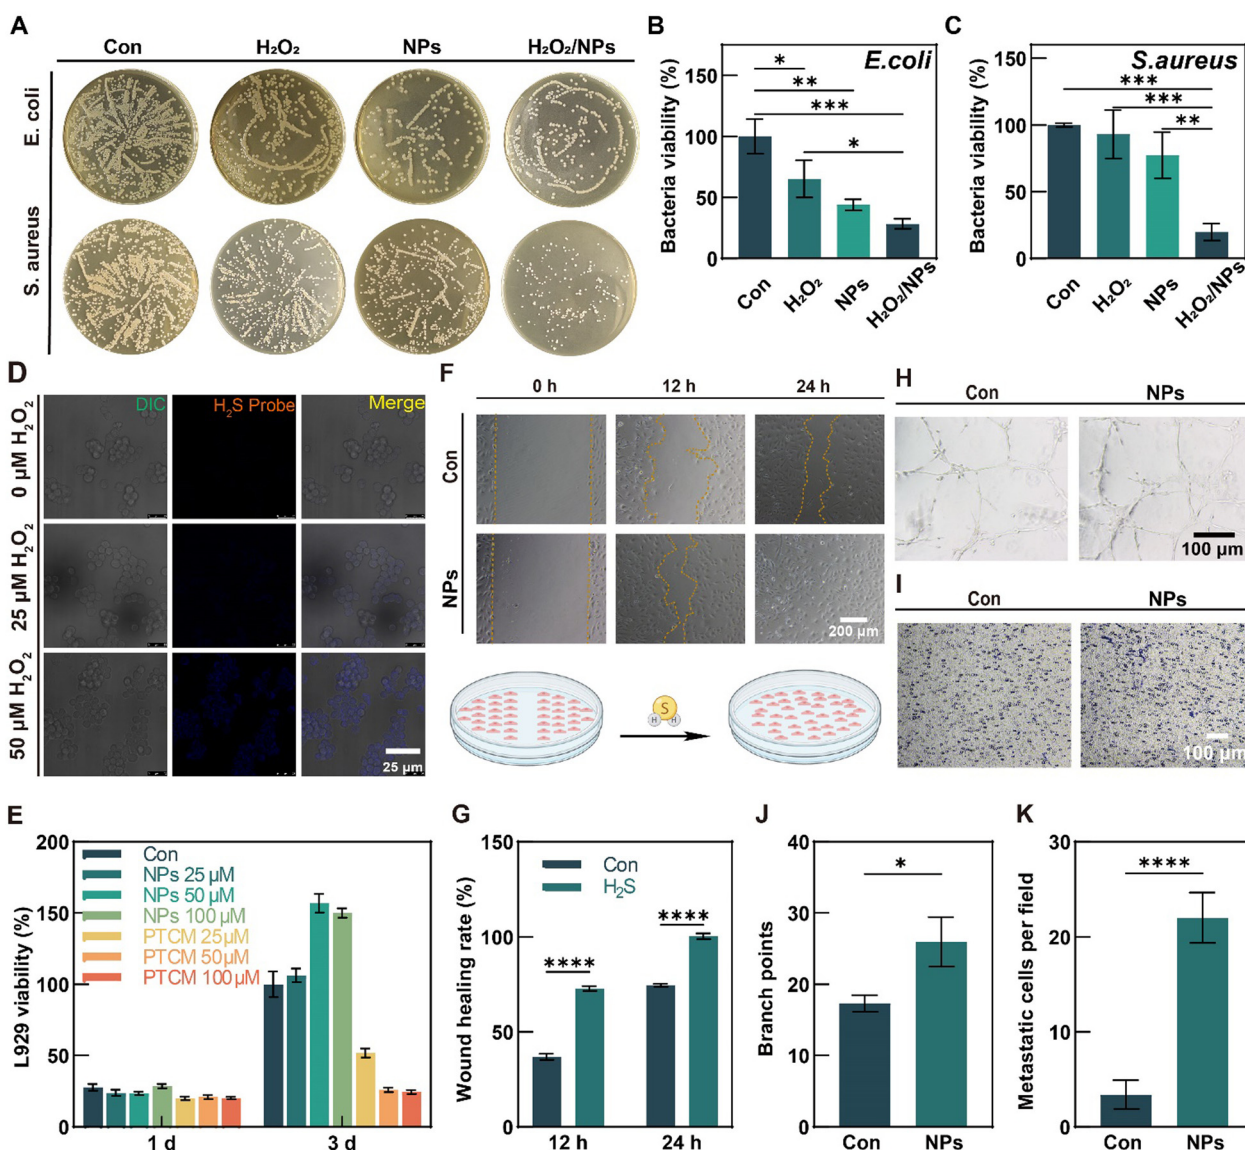 A
Con H₂O₂ NPs H₂O₂/NPs
E. coli
S. aureus
B
E.coli
Bacteria viability (%)
150
100
50
0
* ** *** *
Con H₂O₂ NPs H₂O₂/NPs
C
S.aureus
Bacteria viability (%)
150
100
50
0
*** *** **
Con H₂O₂ NPs H₂O₂/NPs
D
DIC H₂S Probe Merge
0 μM H₂O₂
25 μM H₂O₂
50 μM H₂O₂
25 μm
F
0 h 12 h 24 h
Con
NPs
200 μm
S
H H
H
Con NPs
100 μm
I
Con NPs
100 μm
E
L929 viability (%)
200
150
100
50
0
Con
NPs 25 μM
NPs 50 μM
NPs 100 μM
PTCM 25 μM
PTCM 50 μM
PTCM 100 μM
1 d 3 d
G
Wound healing rate (%)
150
100
50
0
Con
H₂S
**** ****
12 h 24 h
J
Branch points
40
30
20
10
0
*
Con NPs
K
Metastatic cells per field
30
20
10
0
****
Con NPs